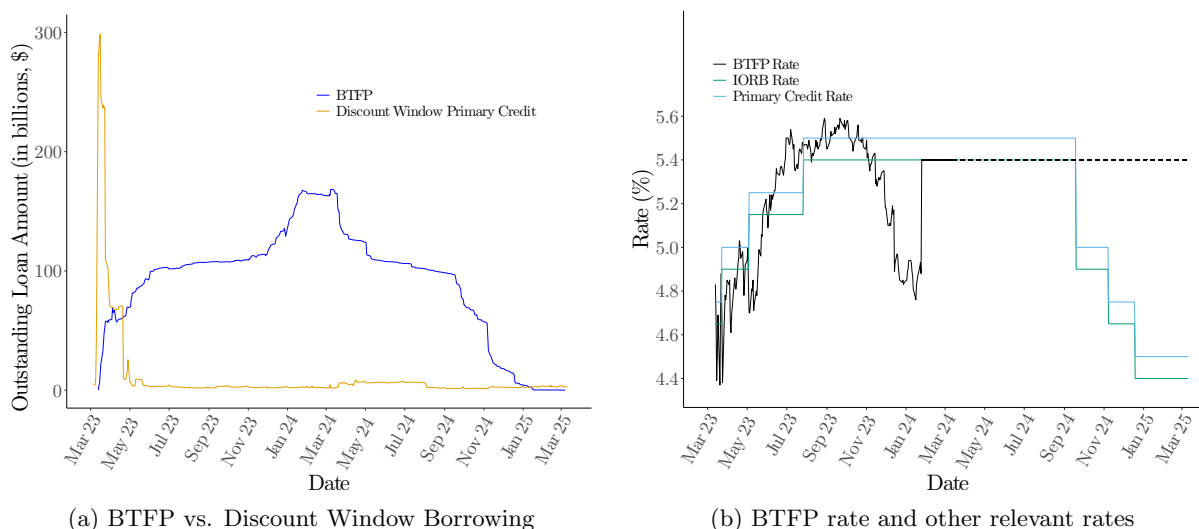 Outstanding Loan Amount (in billions, $)
300
200
100
0
BTFP
Discount Window Primary Credit
Mar 23
May 23
Jul 23
Sep 23
Nov 23
Jan 24
Mar 24
May 24
Jul 24
Sep 24
Nov 24
Jan 25
Mar 25
Date
(a) BTFP vs. Discount Window Borrowing
Rate (%)
5.6
5.4
5.2
5.0
4.8
4.6
4.4
BTFP Rate
IORB Rate
Primary Credit Rate
Mar 23
May 23
Jul 23
Sep 23
Nov 23
Jan 24
Mar 24
May 24
Jul 24
Sep 24
Nov 24
Jan 25
Mar 25
Date
(b) BTFP rate and other relevant rates